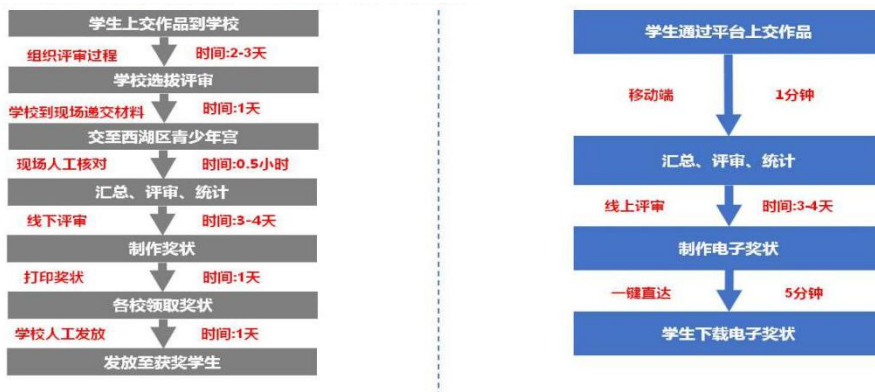 学生上交作品到学校
组织评审过程 时间:2-3天
学校选拔评审
学校到现场递交材料 时间:1天
交至西湖区青少年宫
现场人工核对 时间:0.5小时
汇总、评审、统计
线下评审 时间:3-4天
制作奖状
打印奖状 时间:1天
各校领取奖状
学校人工发放 时间:1天
发放至获奖学生
学生通过平台上交作品
移动端 1分钟
汇总、评审、统计
线上评审 时间:3-4天
制作电子奖状
一键直达 5分钟
学生下载电子奖状